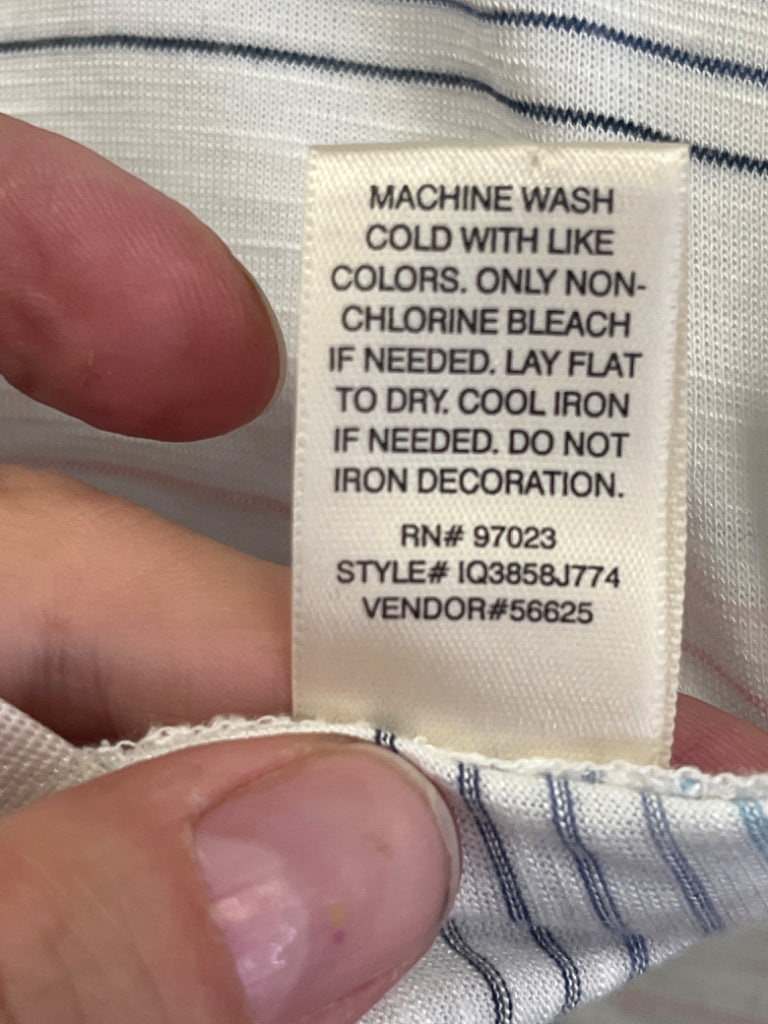 MACHINE WASH
COLD WITH LIKE
COLORS. ONLY NON-
CHLORINE BLEACH
IF NEEDED. LAY FLAT
TO DRY. COOL IRON
IF NEEDED. DO NOT
IRON DECORATION.
RN# 97023
STYLE# IQ3858J774
VENDOR#56625